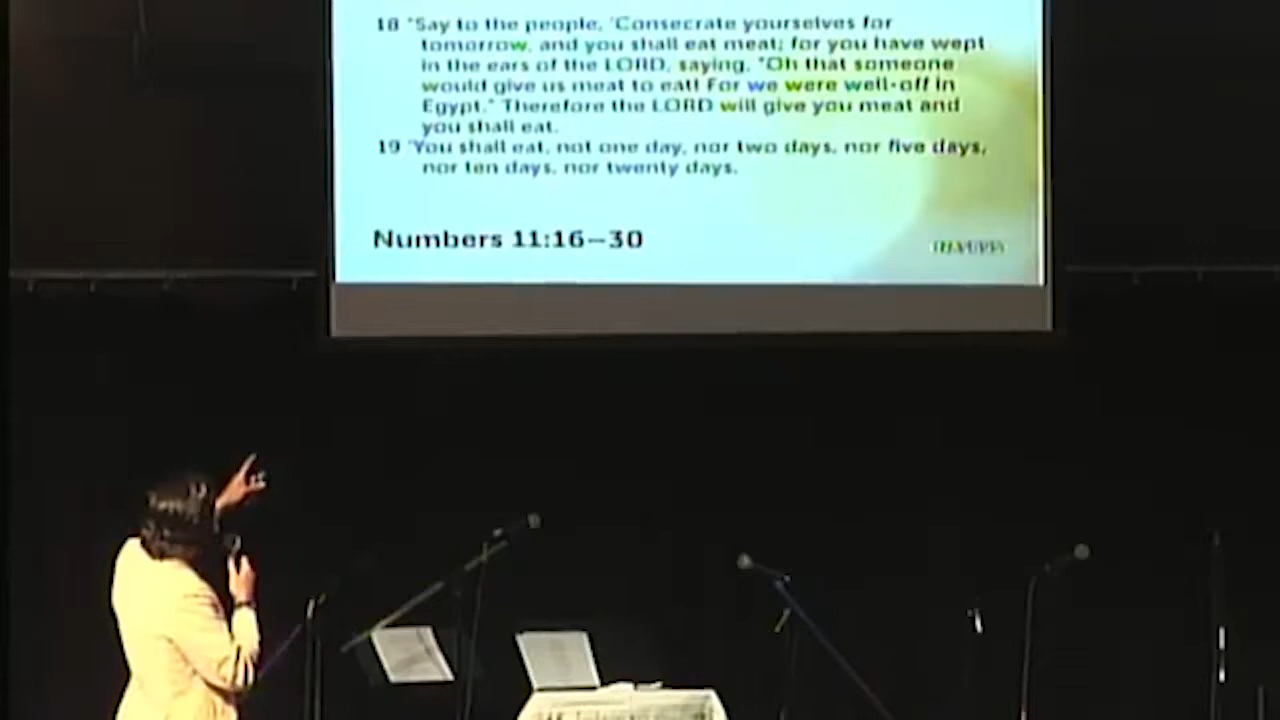 18 "Say to the people, 'Consecrate yourselves for
tomorrow, and you shall eat meat; for you have wept
in the ears of the LORD, saying, "Oh that someone
would give us meat to eat! For we were well-off in
Egypt." Therefore the LORD will give you meat and
you shall eat.
19 'You shall eat, not one day, nor two days, nor five days,
nor ten days, nor twenty days,
Numbers 11:16–30